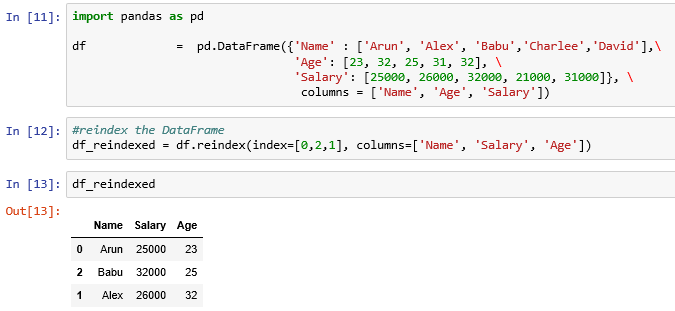 In [11]: import pandas as pd
df = pd.DataFrame({'Name' : ['Arun', 'Alex', 'Babu','Charlee','David'],\
'Age': [23, 32, 25, 31, 32], \
'Salary': [25000, 26000, 32000, 21000, 31000]}, \
columns = ['Name', 'Age', 'Salary'])
In [12]: #reindex the DataFrame
df_reindexed = df.reindex(index=[0,2,1], columns=['Name', 'Salary', 'Age'])
In [13]: df_reindexed
Out[13]:
Name Salary Age
0 Arun 25000 23
2 Babu 32000 25
1 Alex 26000 32